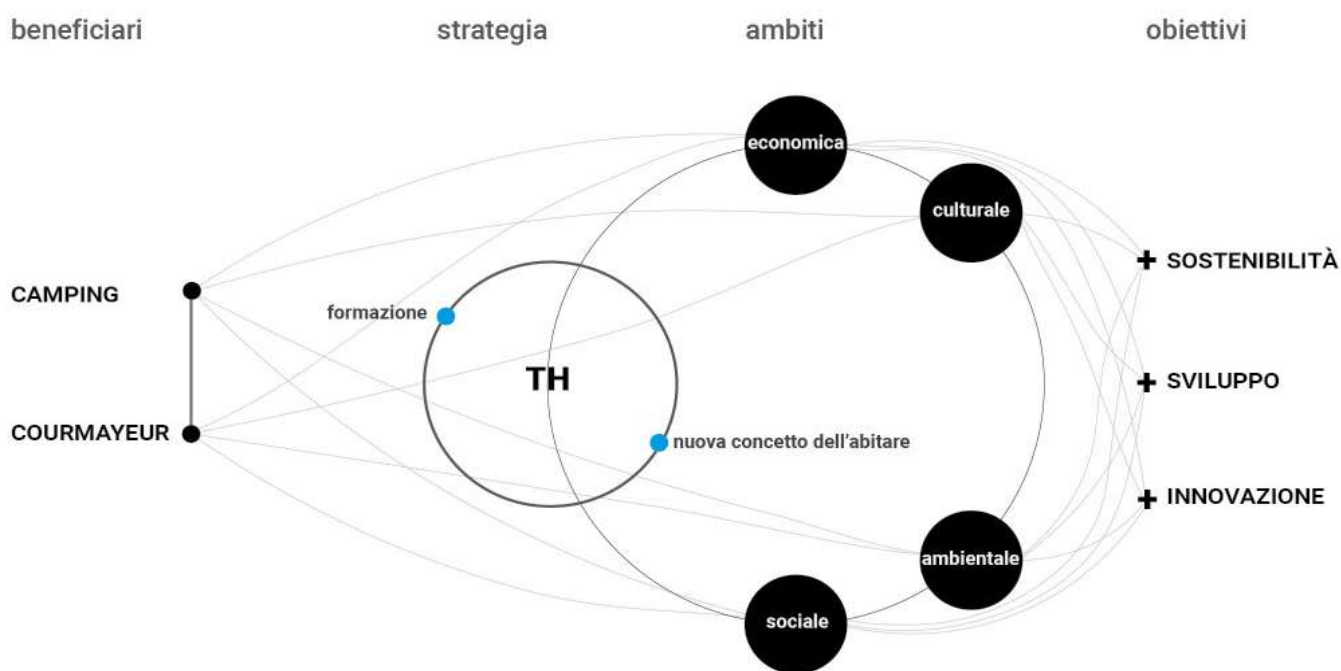 beneficiari strategia ambiti obiettivi
economica
culturale
SOSTENIBILITÀ
CAMPING
formazione
TH
SVILUPPO
COURMAYEUR
nuova concetto dell'abitare
INNOVAZIONE
ambientale
sociale